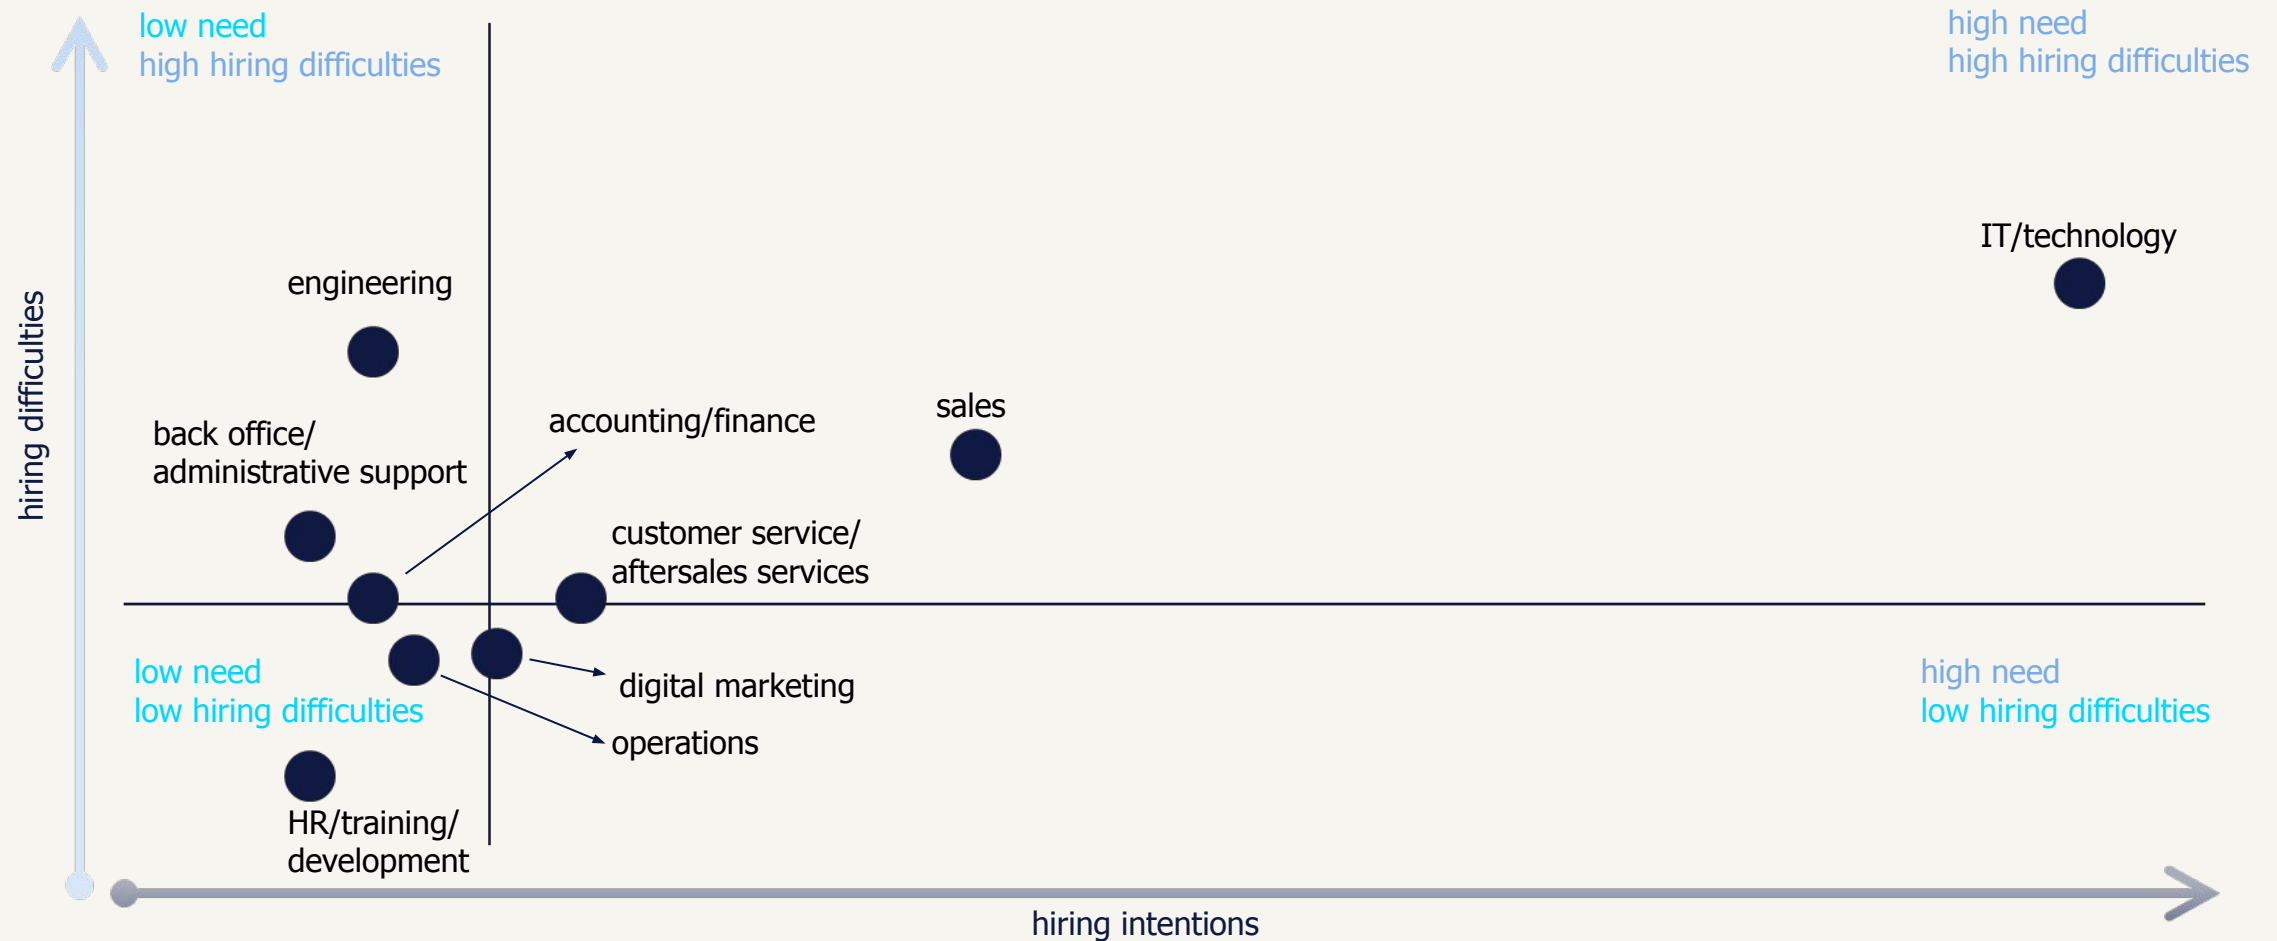 low need
high hiring difficulties
high need
high hiring difficulties
IT/technology
engineering
hiring difficulties
sales
accounting/finance
back office/
administrative support
customer service/
aftersales services
low need
low hiring difficulties
digital marketing
operations
high need
low hiring difficulties
HR/training/
development
hiring intentions